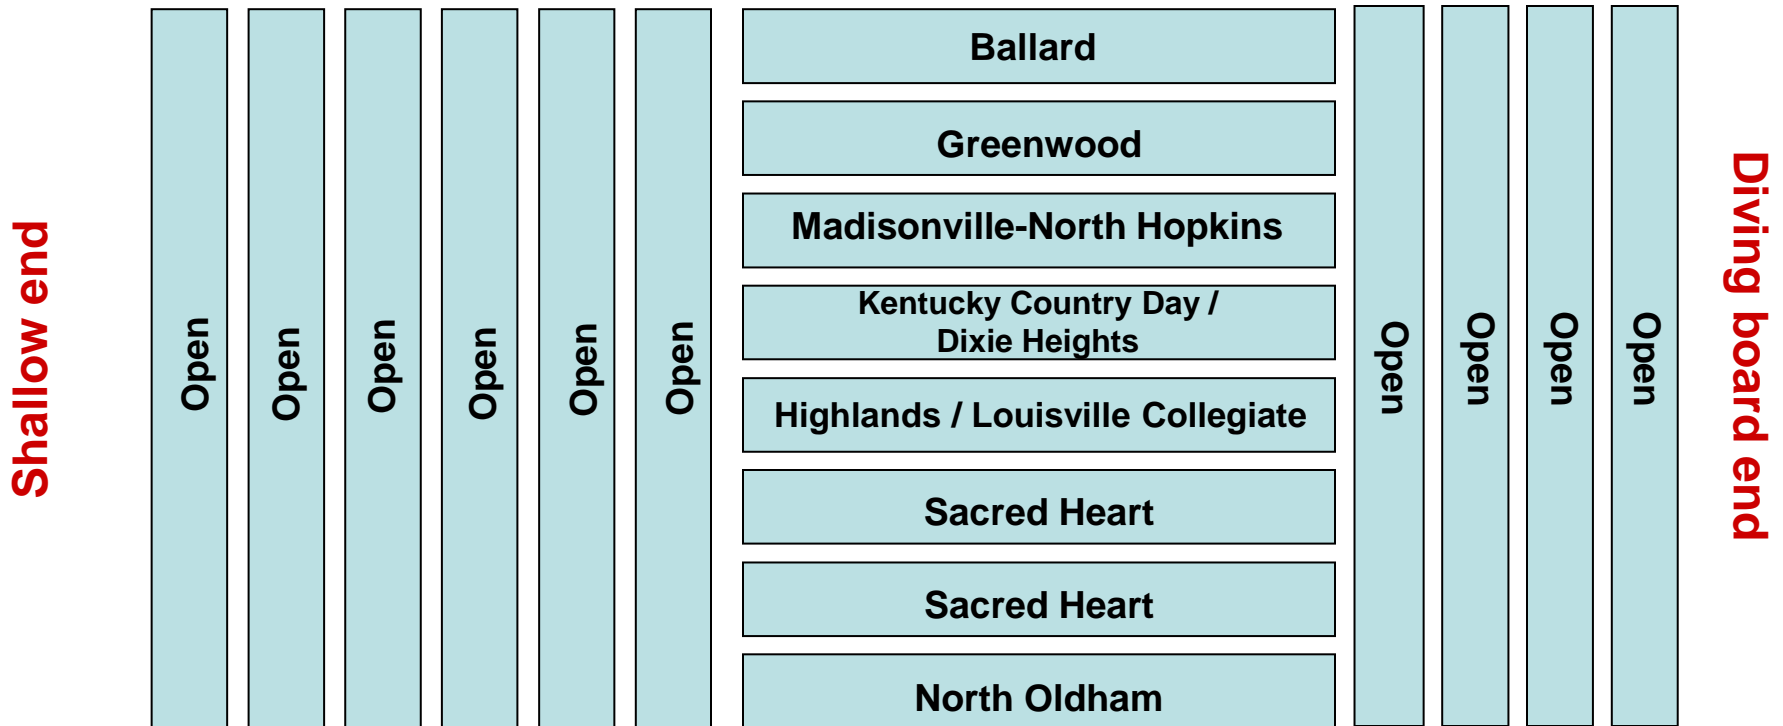 Shallow end
Open
Open
Open
Open
Open
Open
Ballard
Greenwood
Madisonville-North Hopkins
Kentucky Country Day /
Dixie Heights
Highlands / Louisville Collegiate
Sacred Heart
Sacred Heart
North Oldham
Open
Open
Open
Open
Diving board end